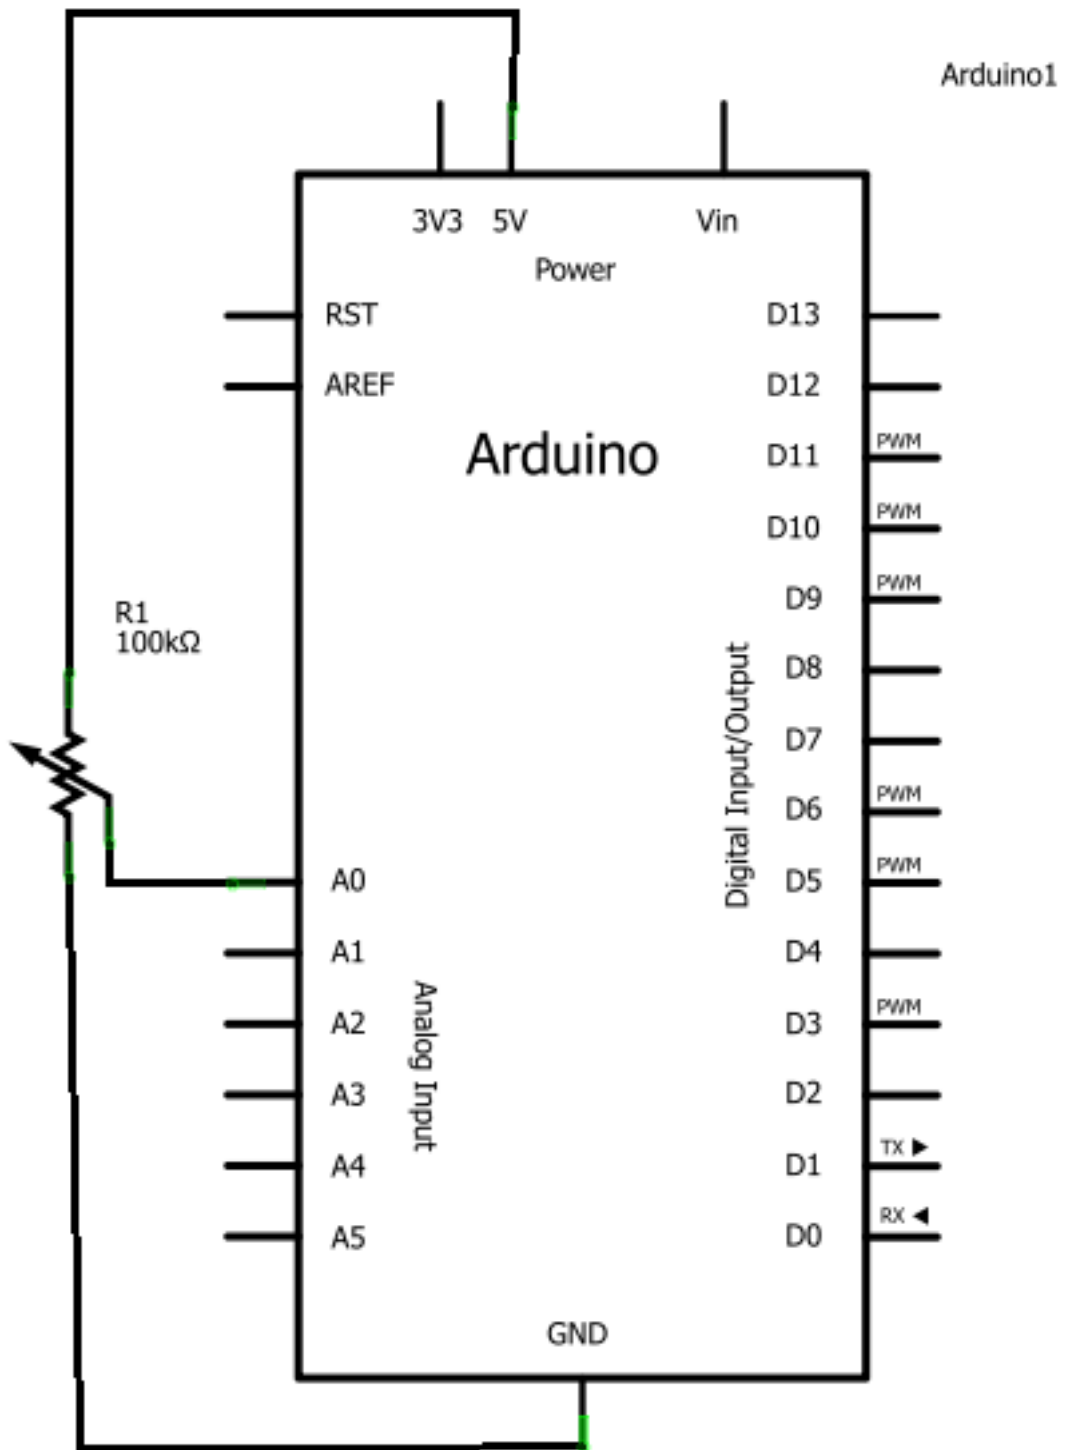 Arduino1
3V3 5V Vin
Power
RST D13
AREF D12
Arduino
D11 PWM
D10 PWM
R1
100kΩ
D9 PWM
D8
D7
D6 PWM
Digital Input/Output
A0 D5 PWM
A1 D4
A2 D3 PWM
Analog Input
A3 D2
A4 D1 TX ▶
A5 D0 RX ◀
GND